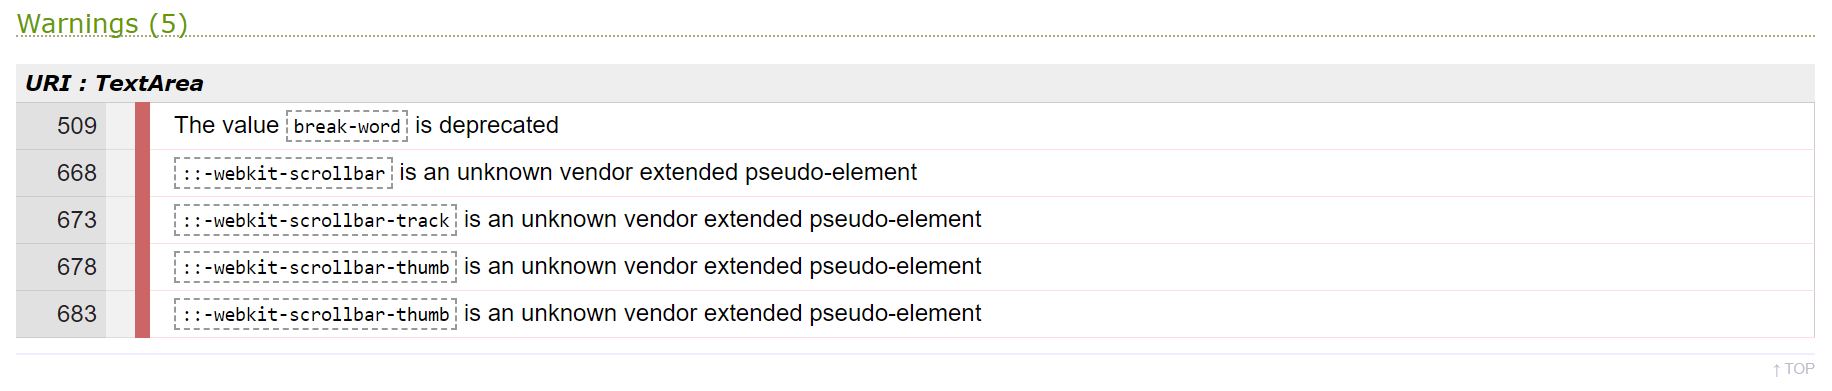 Warnings (5)
URI : TextArea
509 The value break-word is deprecated
668 ::-webkit-scrollbar is an unknown vendor extended pseudo-element
673 ::-webkit-scrollbar-track is an unknown vendor extended pseudo-element
678 ::-webkit-scrollbar-thumb is an unknown vendor extended pseudo-element
683 ::-webkit-scrollbar-thumb is an unknown vendor extended pseudo-element
↑ TOP